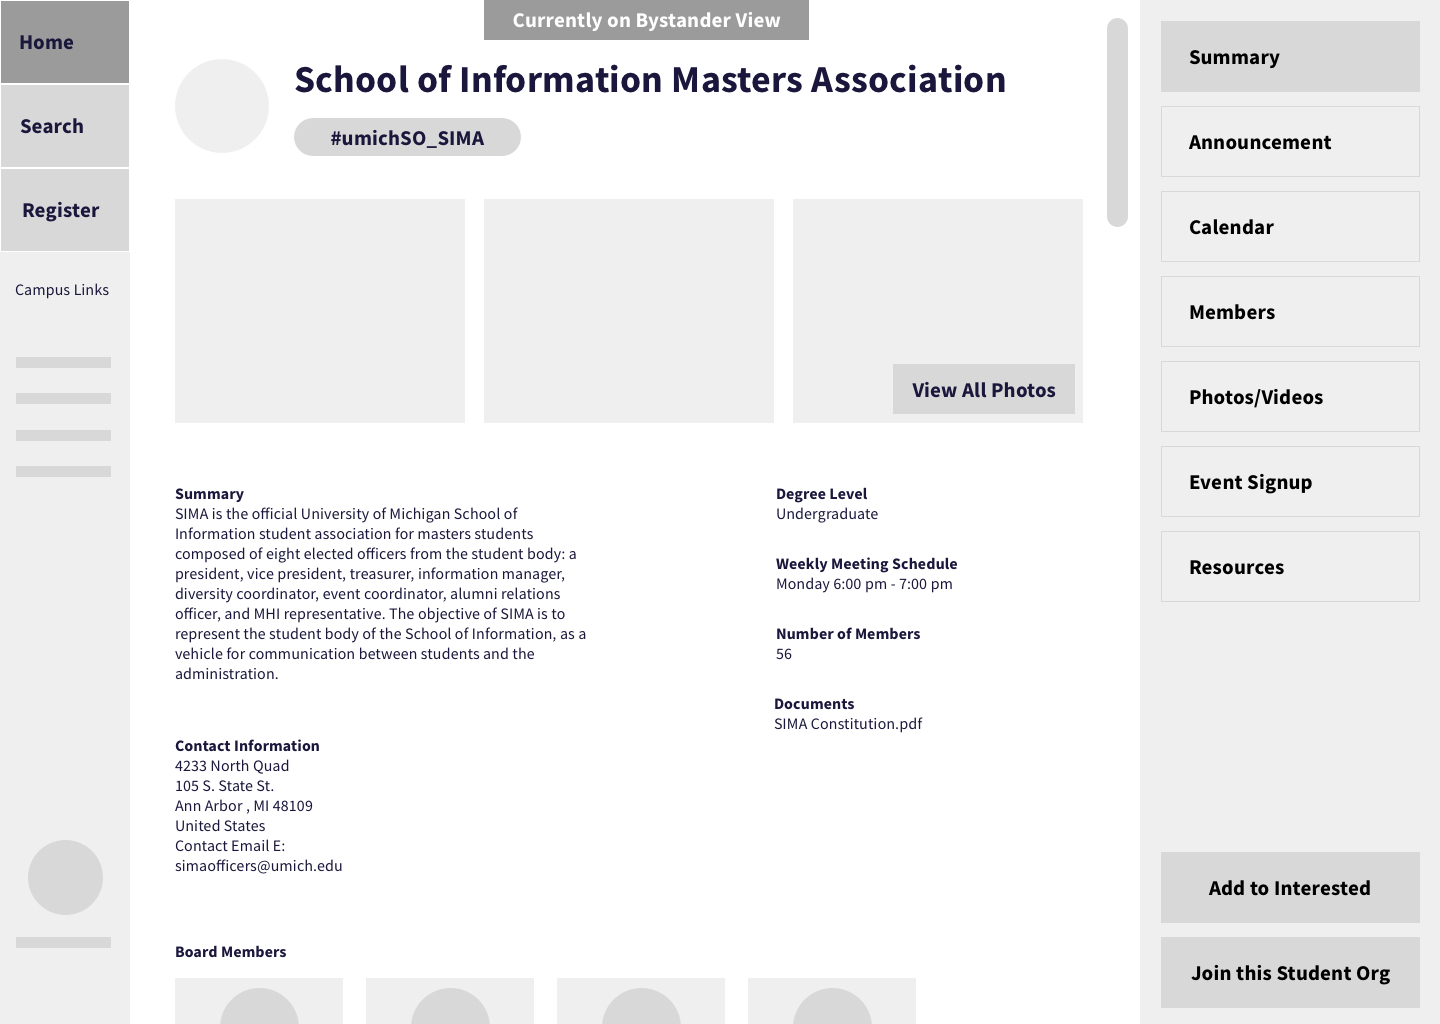 Currently on Bystander View
Home
Search
Register
Campus Links
School of Information Masters Association
#umichSO_SIMA
View All Photos
Summary
SIMA is the official University of Michigan School of
Information student association for masters students
composed of eight elected officers from the student body: a
president, vice president, treasurer, information manager,
diversity coordinator, event coordinator, alumni relations
officer, and MHI representative. The objective of SIMA is to
represent the student body of the School of Information, as a
vehicle for communication between students and the
administration.
Contact Information
4233 North Quad
105 S. State St.
Ann Arbor , MI 48109
United States
Contact Email E:
simaofficers@umich.edu
Board Members
Degree Level
Undergraduate
Weekly Meeting Schedule
Monday 6:00 pm - 7:00 pm
Number of Members
56
Documents
SIMA Constitution.pdf
Summary
Announcement
Calendar
Members
Photos/Videos
Event Signup
Resources
Add to Interested
Join this Student Org